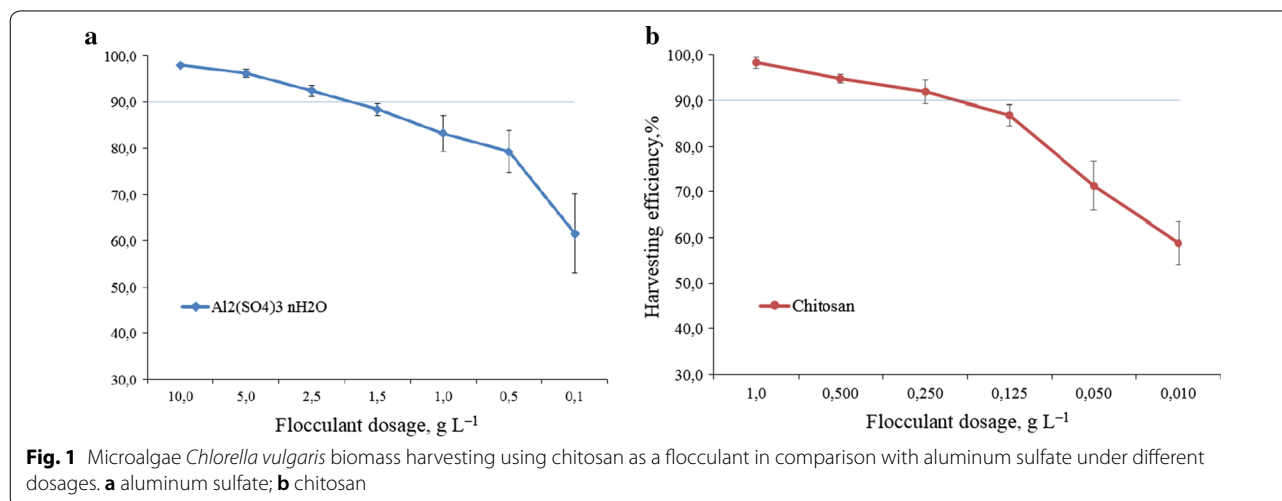 a
100,0
90,0
80,0
70,0
60,0
50,0
40,0
30,0
Al2(SO4)3 nH2O
10,0 5,0 2,5 1,5 1,0 0,5 0,1
Flocculant dosage, g L⁻¹
b
Harvesting efficiency,%
100,0
90,0
80,0
70,0
60,0
50,0
40,0
30,0
Chitosan
1,0 0,500 0,250 0,125 0,050 0,010
Flocculant dosage, g L⁻¹
Fig. 1 Microalgae Chlorella vulgaris biomass harvesting using chitosan as a flocculant in comparison with aluminum sulfate under different
dosages. a aluminum sulfate; b chitosan